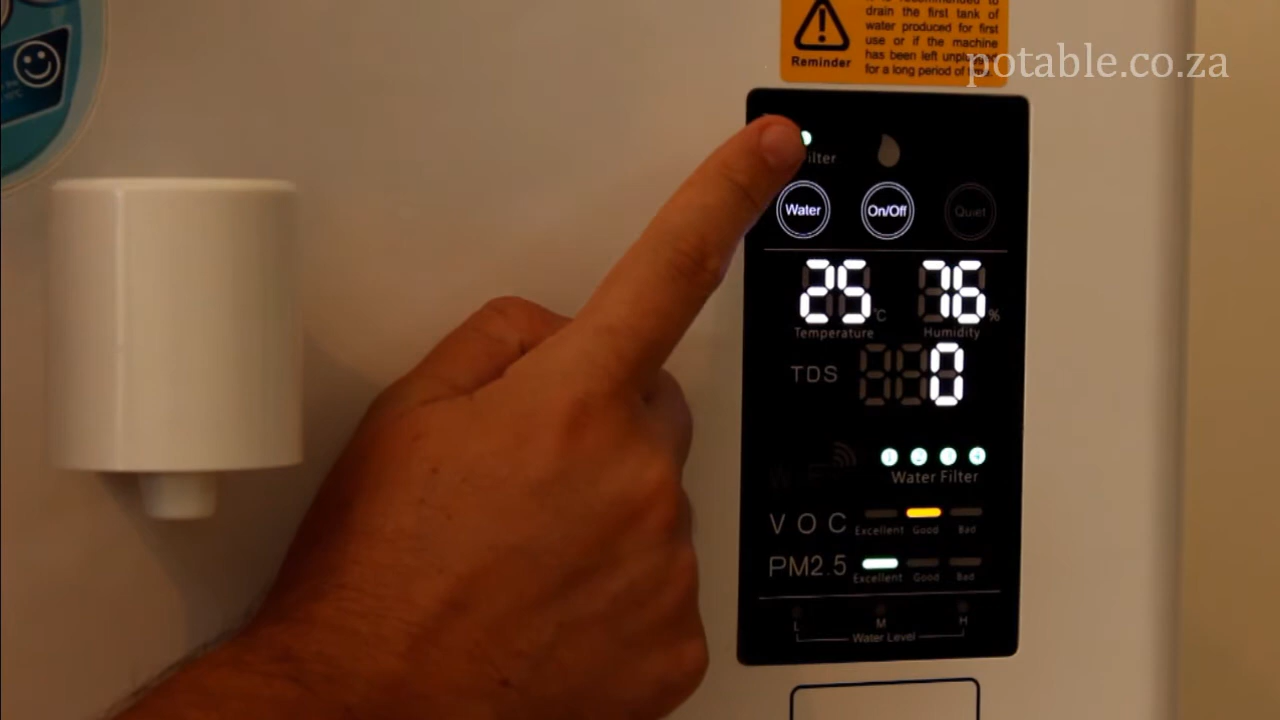 drain the first tank of
water produced for first
use or if the machine
has been left
for a long period of
Reminder
potable.co.za
ilter
Water
On/Off
Quiet
25 °C
76 %
Temperature
Humidity
TDS
0
1 2 3 4
Water Filter
VOC
Excellent Good Bad
PM2.5
Excellent Good Bad
L M H
Water Level